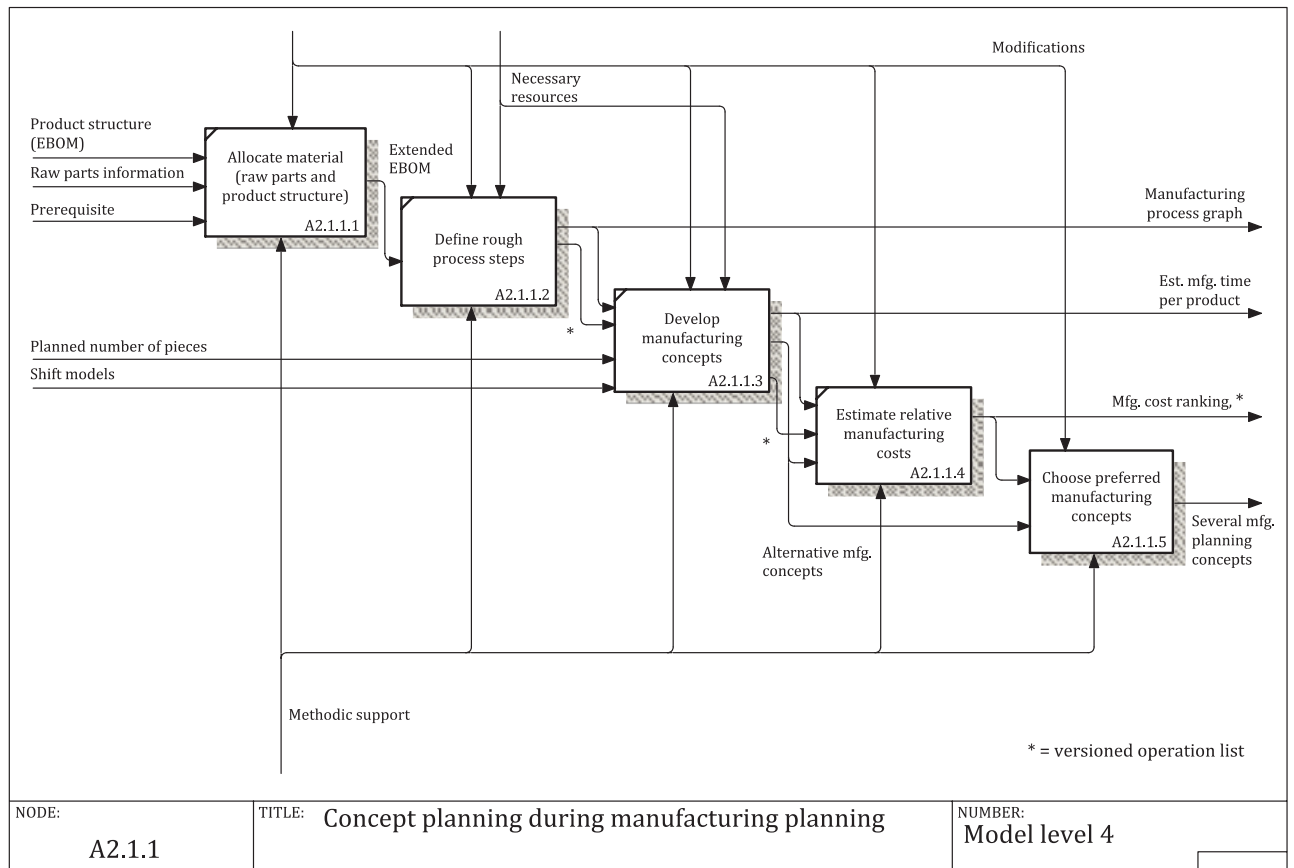 Modifications
Necessary
resources
Product structure
(EBOM)
Raw parts information
Prerequisite
Allocate material
(raw parts and
product structure)
A2.1.1.1
Extended
EBOM
Define rough
process steps
A2.1.1.2
Manufacturing
process graph
Est. mfg. time
per product
*
Develop
manufacturing
concepts
A2.1.1.3
Planned number of pieces
Shift models
*
Estimate relative
manufacturing
costs
A2.1.1.4
Mfg. cost ranking, *
Choose preferred
manufacturing
concepts
A2.1.1.5
Several mfg.
planning
concepts
Alternative mfg.
concepts
Methodic support
* = versioned operation list
NODE:
A2.1.1
TITLE: Concept planning during manufacturing planning
NUMBER:
Model level 4